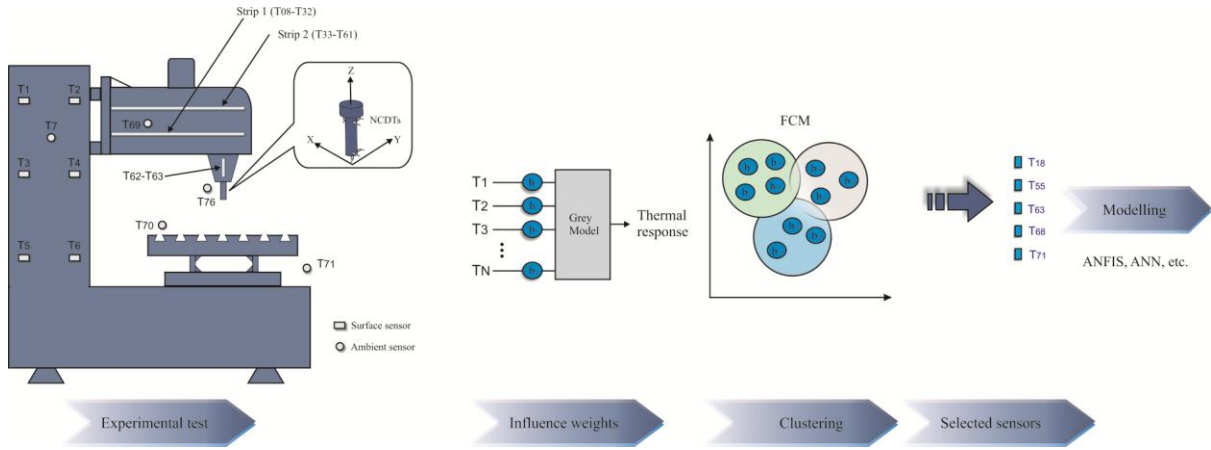 Strip 1 (T08-T32)
Strip 2 (T33-T61)
T1
T2
T7
T69
T3
T4
T62-T63
T76
T70
T5
T6
T71
Z
NCDTs
X
Y
Surface sensor
Ambient sensor
T1
b
T2
b
T3
b
TN
b
Grey
Model
Thermal
response
FCM
b
b
b
b
b
b
b
b
b
b
T18
T55
T63
T68
T71
Modelling
ANFIS, ANN, etc.
Experimental test
Influence weights
Clustering
Selected sensors